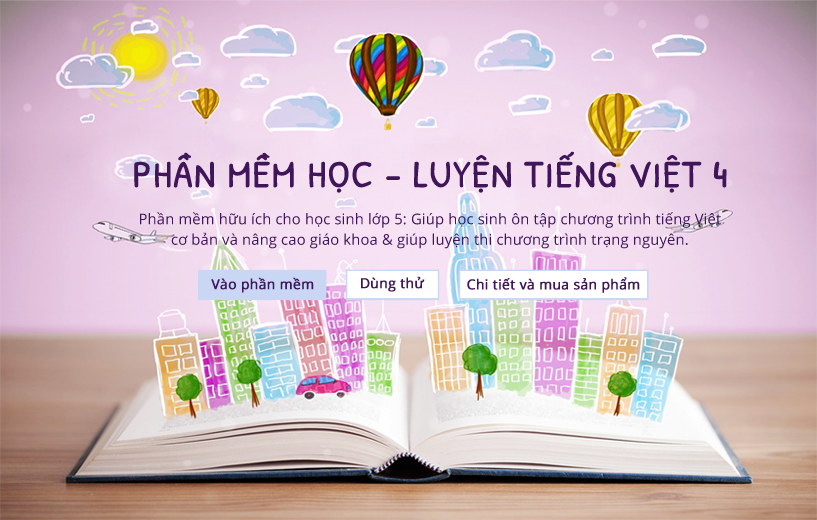 PHẦN MỀM HỌC – LUYỆN TIẾNG VIỆT 4
Phần mềm hữu ích cho học sinh lớp 5: Giúp học sinh ôn tập chương trình tiếng Việt
cơ bản và nâng cao giáo khoa & giúp luyện thi chương trình trạng nguyên.
Vào phần mềm
Dùng thử
Chi tiết và mua sản phẩm